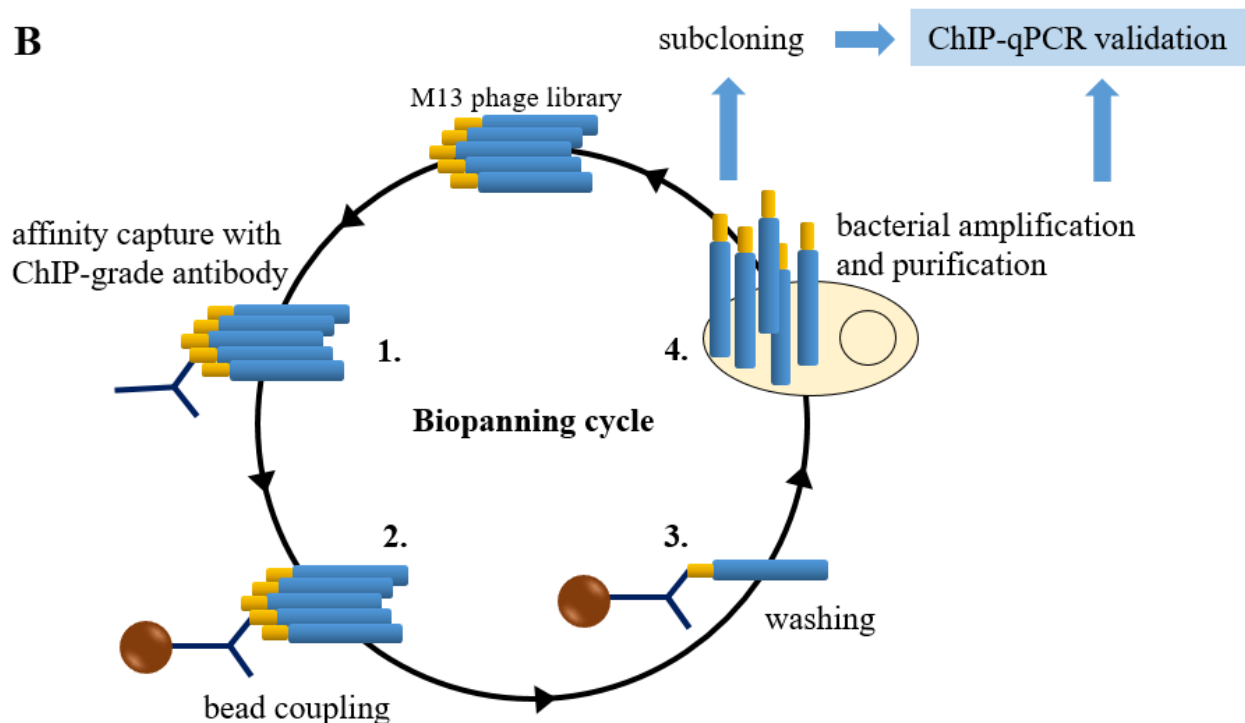 B
subcloning
ChIP-qPCR validation
M13 phage library
affinity capture with
ChIP-grade antibody
bacterial amplification
and purification
1.
4.
Biopanning cycle
2.
3.
washing
bead coupling